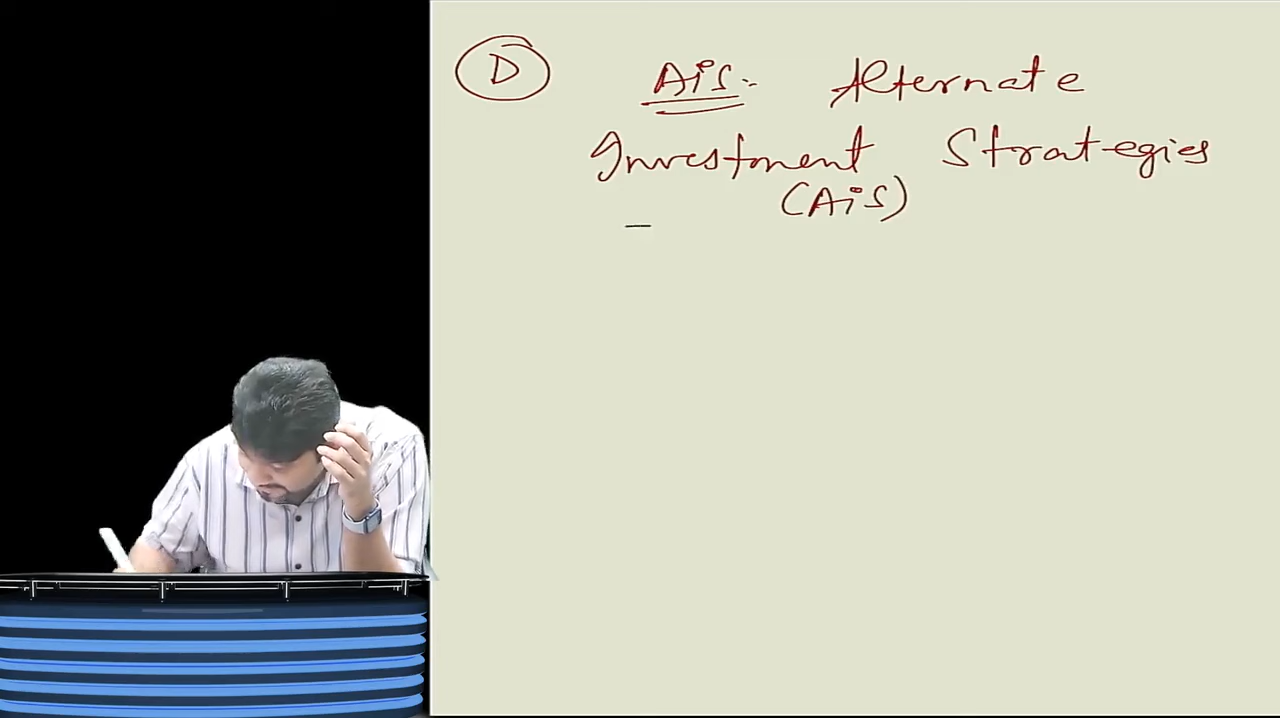 D AiS:- Alternate
Investment Strategies
(AiS)